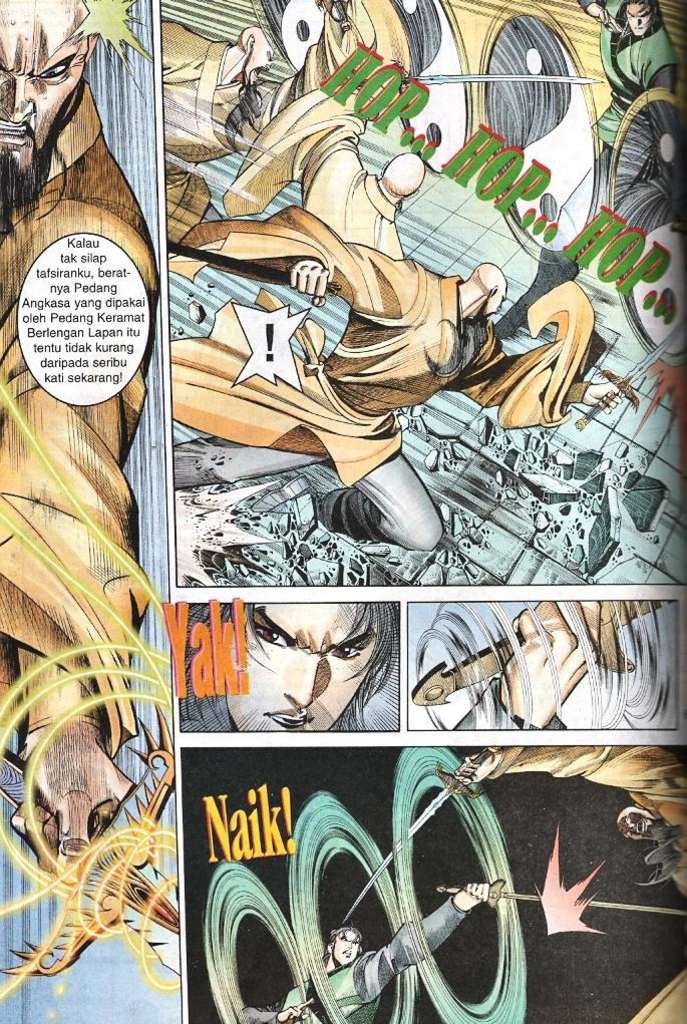 Kalau
tak silap
tafsiranku, berat-
nya Pedang
Angkasa yang dipakai
oleh Pedang Keramat
Berlengan Lapan itu
tentu tidak kurang
daripada seribu
kati sekarang!
HOP... HOP... HOP...
!
Yak!
Naik!